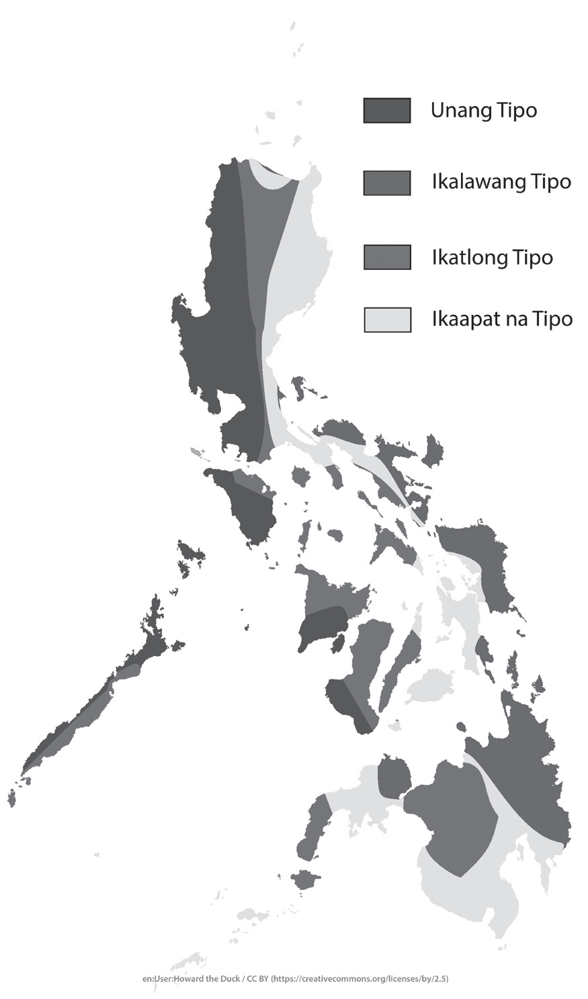 Unang Tipo
Ikalawang Tipo
Ikatlong Tipo
Ikaapat na Tipo
en:User:Howard the Duck / CC BY (https://creativecommons.org/licenses/by/2.5)